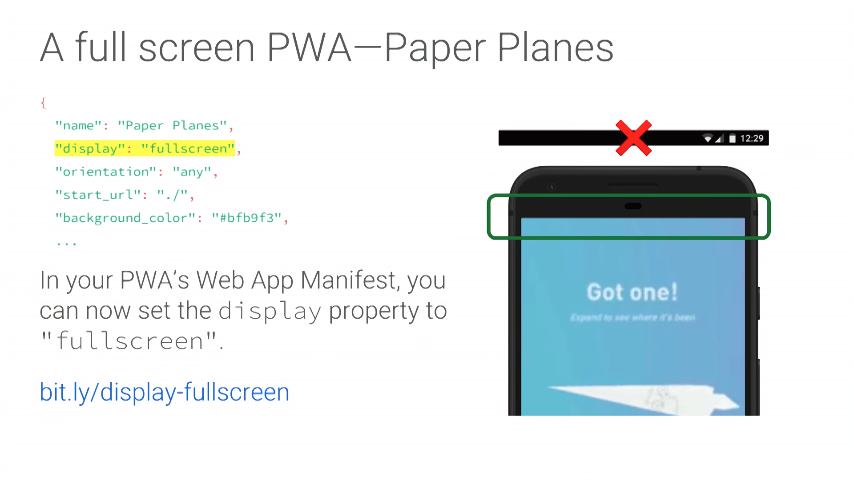 A full screen PWA—Paper Planes
{
"name": "Paper Planes",
"display": "fullscreen",
"orientation": "any",
"start_url": "./",
"background_color": "#bfb9f3",
...
In your PWA’s Web App Manifest, you
can now set the display property to
"fullscreen".
bit.ly/display-fullscreen
12:29
Got one!
Expand to see where it's been